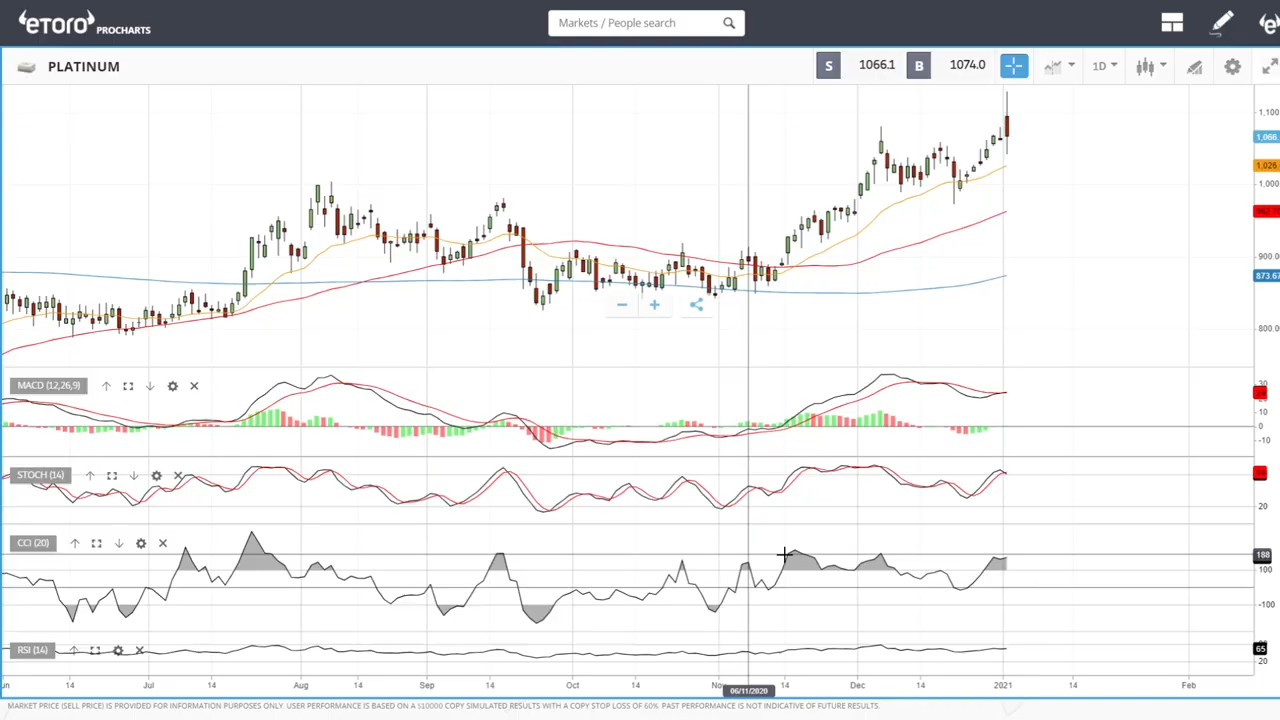 eToro PROCHARTS
Markets / People search
PLATINUM
S 1066.1 B 1074.0 1D
1,100
1,066
1,026
1,000
900.0
873.67
800.0
MACD (12,26,9)
30
20
10
0
-10
STOCH (14)
20
CCI (20)
188
100
-100
RSI (14)
65
20
14 Jul 14 Aug 14 Sep 14 Oct 14 Nov 14 Dec 14 2021 14 Feb
06/11/2020
MARKET PRICE (SELL PRICE) IS PROVIDED FOR INFORMATION PURPOSES ONLY. USER PERFORMANCE IS BASED ON A $10000 COPY SIMULATED RESULTS WITH A COPY STOP LOSS OF 60%. PAST PERFORMANCE IS NOT INDICATIVE OF FUTURE RESULTS.